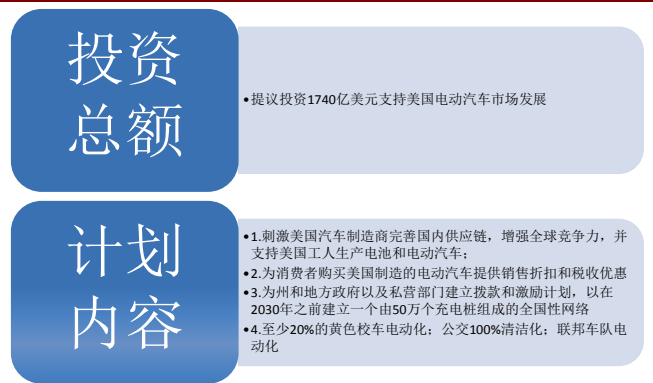 投资
总额
•提议投资1740亿美元支持美国电动汽车市场发展
计划
内容
•1.刺激美国汽车制造商完善国内供应链，增强全球竞争力，并
支持美国工人生产电池和电动汽车；
•2.为消费者购买美国制造的电动汽车提供销售折扣和税收优惠
•3.为州和地方政府以及私营部门建立拨款和激励计划，以在
2030年之前建立一个由50万个充电桩组成的全国性网络
•4.至少20%的黄色校车电动化；公交100%清洁化；联邦车队电
动化